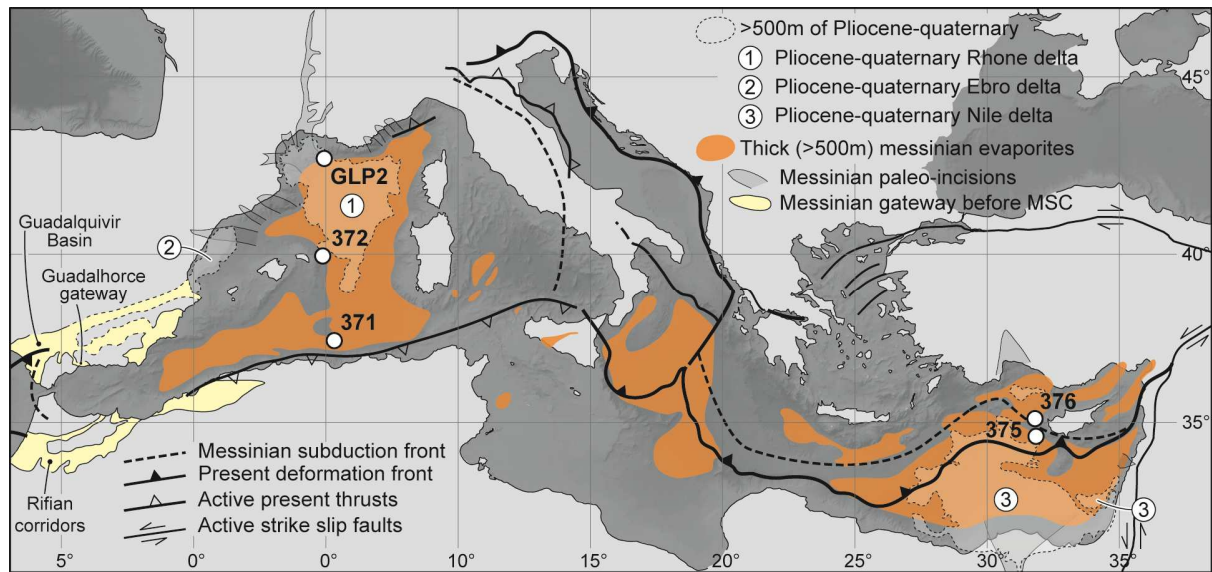 >500m of Pliocene-quaternary
1 Pliocene-quaternary Rhone delta
2 Pliocene-quaternary Ebro delta
3 Pliocene-quaternary Nile delta
Thick (>500m) messinian evaporites
Messinian paleo-incisions
Messinian gateway before MSC
45°
GLP2
1
Guadalquivir
Basin
2
372
40°
Guadalhorce
gateway
371
376
35°
375
Messinian subduction front
Present deformation front
Active present thrusts
Active strike slip faults
Rifian
corridors
3
3
5°
0°
5°
10°
15°
20°
25°
30°
35°